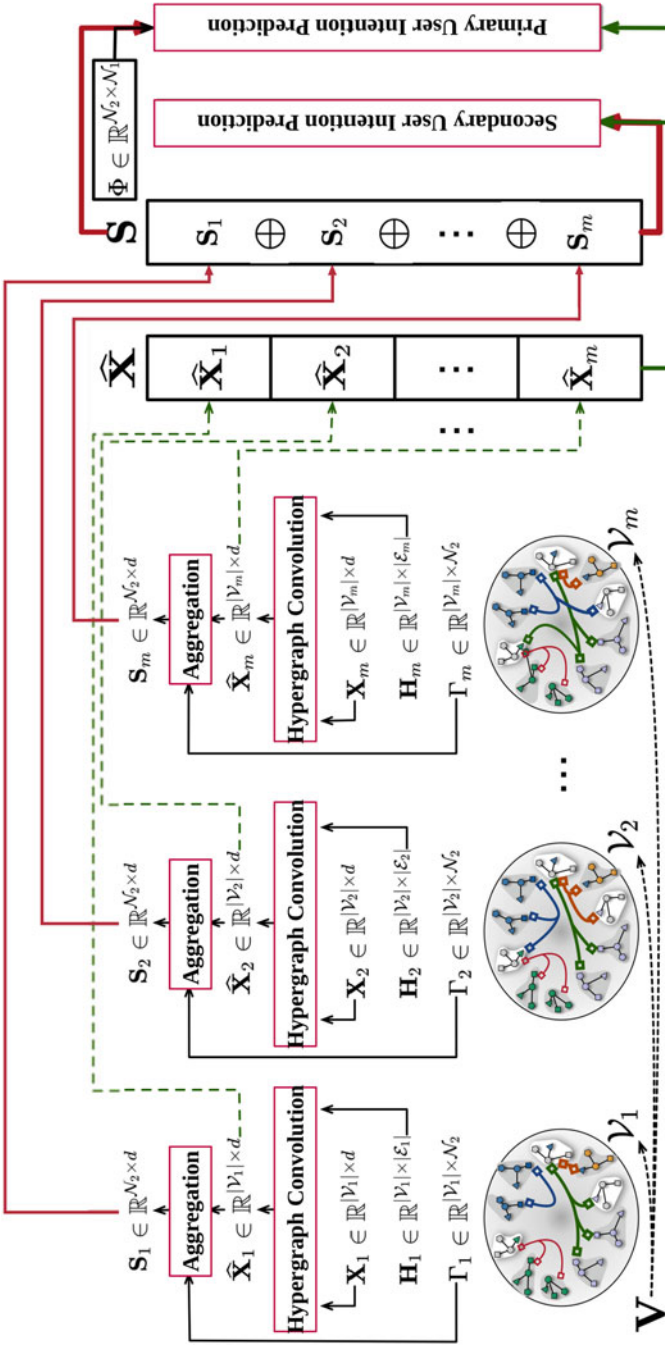 S₁ ∈ ℝ^{𝒩₂×d}
Aggregation
X̂₁ ∈ ℝ^{|𝒱₁|×d}
Hypergraph Convolution
X₁ ∈ ℝ^{|𝒱₁|×d}
H₁ ∈ ℝ^{|𝒱₁|×|ℰ₁|}
Γ₁ ∈ ℝ^{|𝒱₁|×𝒩₂}
𝒱₁
V
S₂ ∈ ℝ^{𝒩₂×d}
Aggregation
X̂₂ ∈ ℝ^{|𝒱₂|×d}
Hypergraph Convolution
X₂ ∈ ℝ^{|𝒱₂|×d}
H₂ ∈ ℝ^{|𝒱₂|×|ℰ₂|}
Γ₂ ∈ ℝ^{|𝒱₂|×𝒩₂}
𝒱₂
...
Sₘ ∈ ℝ^{𝒩₂×d}
Aggregation
X̂ₘ ∈ ℝ^{|𝒱ₘ|×d}
Hypergraph Convolution
Xₘ ∈ ℝ^{|𝒱ₘ|×d}
Hₘ ∈ ℝ^{|𝒱ₘ|×|ℰₘ|}
Γₘ ∈ ℝ^{|𝒱ₘ|×𝒩₂}
𝒱ₘ
...
X̂
X̂₁
X̂₂
...
X̂ₘ
S
S₁
⊕
S₂
⊕
...
⊕
Sₘ
Φ ∈ ℝ^{𝒩₂×𝒩₁}
Secondary User Intention Prediction
Primary User Intention Prediction